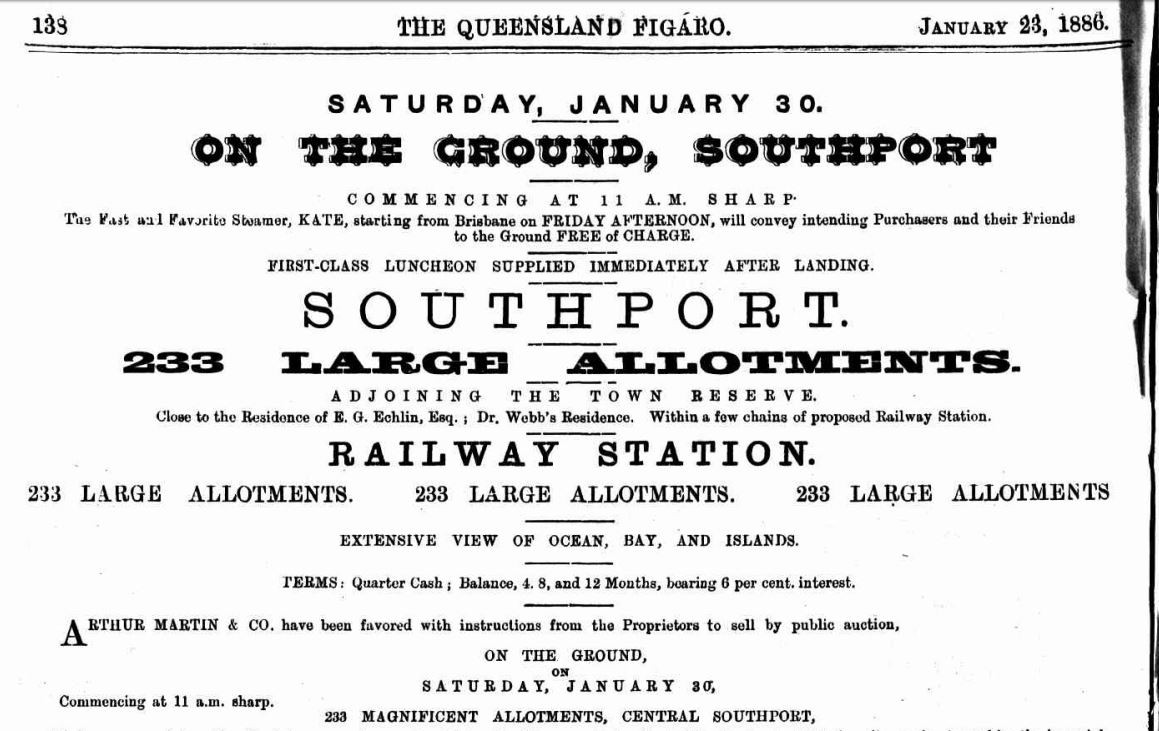 138 THE QUEENSLAND FIGARO. JANUARY 23, 1886.
SATURDAY, JANUARY 30.
ON THE GROUND, SOUTHPORT
COMMENCING AT 11 A.M. SHARP.
The Fast and Favorite Steamer, KATE, starting from Brisbane on FRIDAY AFTERNOON, will convey intending Purchasers and their Friends
to the Ground FREE of CHARGE.
FIRST-CLASS LUNCHEON SUPPLIED IMMEDIATELY AFTER LANDING.
SOUTHPORT.
233 LARGE ALLOTMENTS.
ADJOINING THE TOWN RESERVE.
Close to the Residence of E. G. Echlin, Esq. ; Dr. Webb's Residence. Within a few chains of proposed Railway Station.
RAILWAY STATION.
233 LARGE ALLOTMENTS. 233 LARGE ALLOTMENTS. 233 LARGE ALLOTMENTS
EXTENSIVE VIEW OF OCEAN, BAY, AND ISLANDS.
TERMS: Quarter Cash ; Balance, 4. 8, and 12 Months, bearing 6 per cent. interest.
ARTHUR MARTIN & CO. have been favored with instructions from the Proprietors to sell by public auction,
ON THE GROUND,
ON
SATURDAY, JANUARY 30,
Commencing at 11 a.m. sharp.
233 MAGNIFICENT ALLOTMENTS, CENTRAL SOUTHPORT,